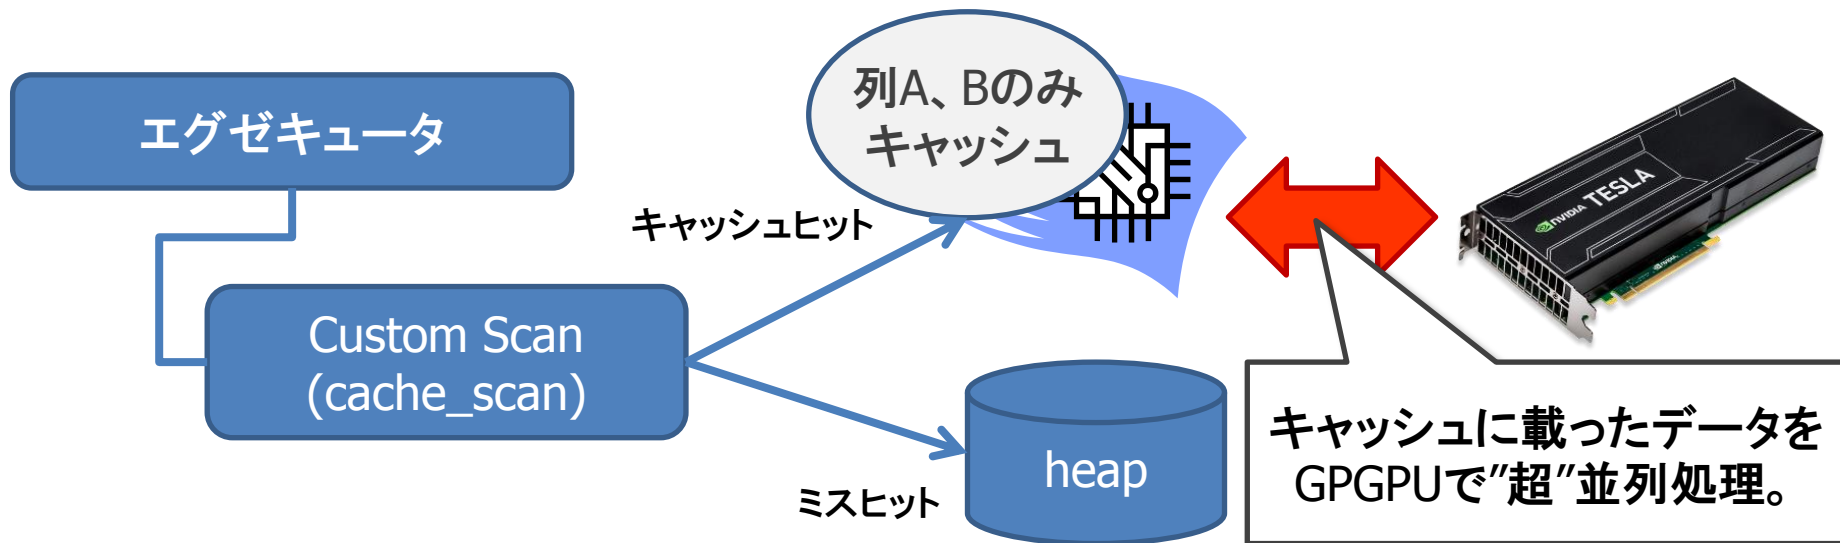 エグゼキュータ
列A、Bのみ
キャッシュ
キャッシュヒット
Custom Scan
(cache_scan)
ミスヒット
heap
NVIDIA TESLA
キャッシュに載ったデータを
GPGPUで”超”並列処理。